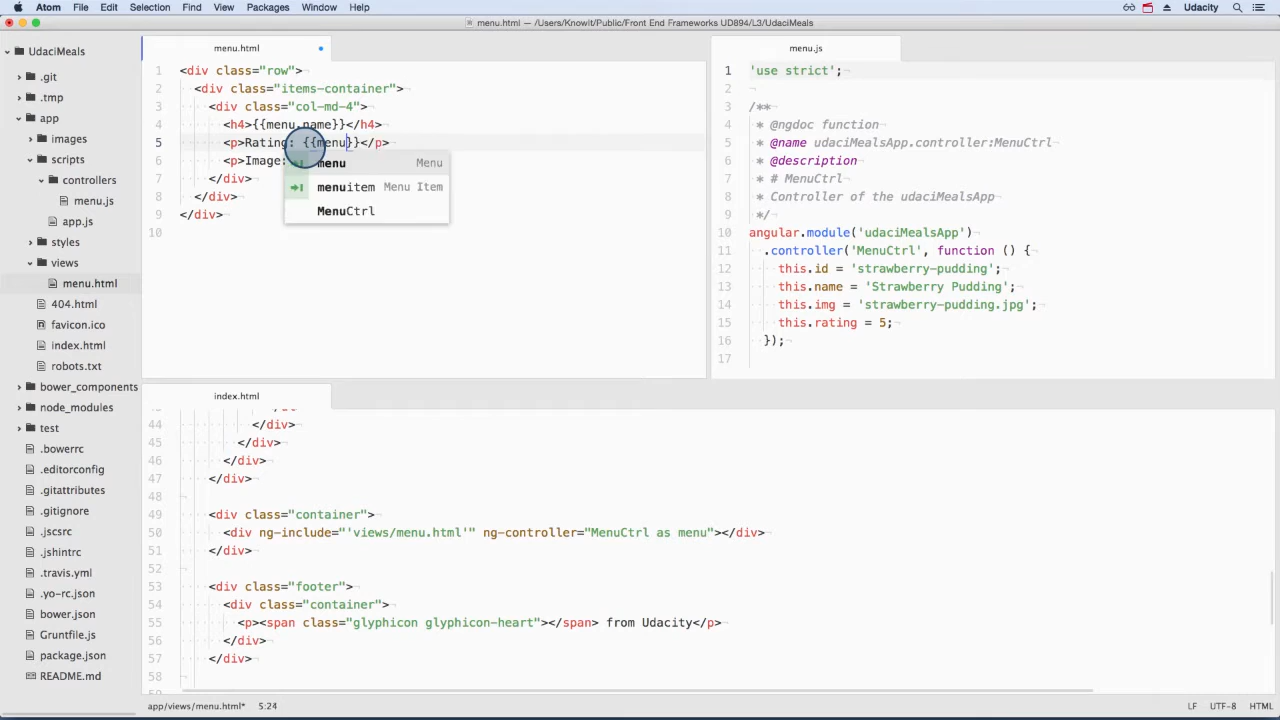 Atom File Edit Selection Find View Packages Window Help Udacity
menu.html — /Users/KnowIt/Public/Front End Frameworks UD894/L3/UdaciMeals
UdaciMeals
.git
.tmp
app
images
scripts
controllers
menu.js
app.js
styles
views
menu.html
404.html
favicon.ico
index.html
robots.txt
bower_components
node_modules
test
.bowerrc
.editorconfig
.gitattributes
.gitignore
.jscsrc
.jshintrc
.travis.yml
.yo-rc.json
bower.json
Gruntfile.js
package.json
README.md
menu.html
1 <div class="row">
2 <div class="items-container">
3 <div class="col-md-4">
4 <h4>{{menu.name}}</h4>
5 <p>Rating: {{menu}}</p>
6 <p>Image:
7 </div>
8 </div>
9 </div>
10
menu Menu
menuitem Menu Item
MenuCtrl
menu.js
1 'use strict';
2
3 /**
4 * @ngdoc function
5 * @name udaciMealsApp.controller:MenuCtrl
6 * @description
7 * # MenuCtrl
8 * Controller of the udaciMealsApp
9 */
10 angular.module('udaciMealsApp')
11 .controller('MenuCtrl', function () {
12 this.id = 'strawberry-pudding';
13 this.name = 'Strawberry Pudding';
14 this.img = 'strawberry-pudding.jpg';
15 this.rating = 5;
16 });
17
index.html
44 </div>
45 </div>
46 </div>
47 </div>
48
49 <div class="container">
50 <div ng-include="'views/menu.html'" ng-controller="MenuCtrl as menu"></div>
51 </div>
52
53 <div class="footer">
54 <div class="container">
55 <p><span class="glyphicon glyphicon-heart"></span> from Udacity</p>
56 </div>
57 </div>
58
app/views/menu.html* 5:24 LF UTF-8 HTML